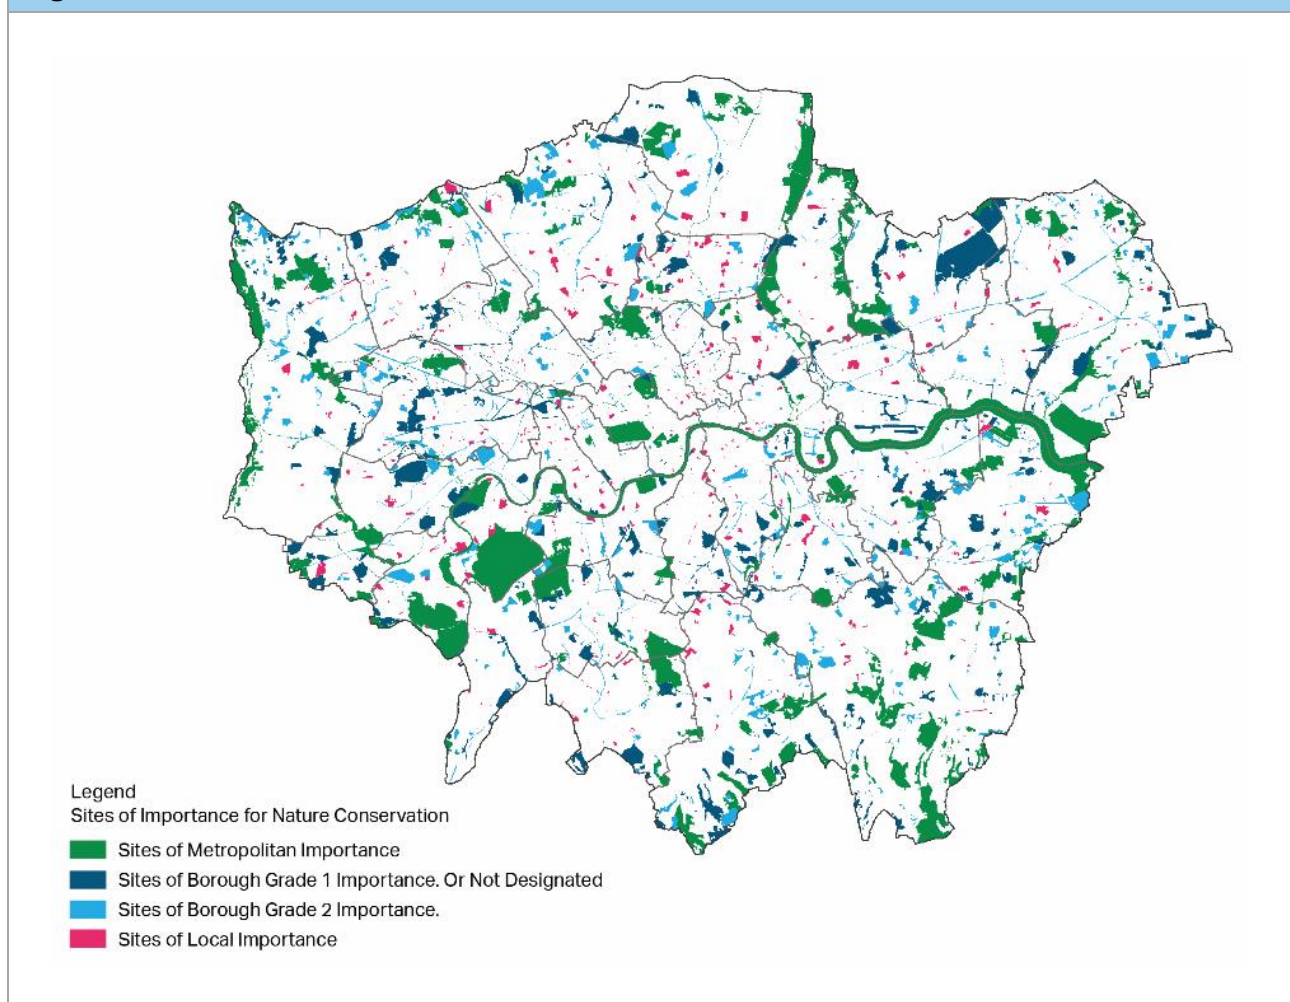 Legend
Sites of Importance for Nature Conservation
Sites of Metropolitan Importance
Sites of Borough Grade 1 Importance. Or Not Designated
Sites of Borough Grade 2 Importance.
Sites of Local Importance